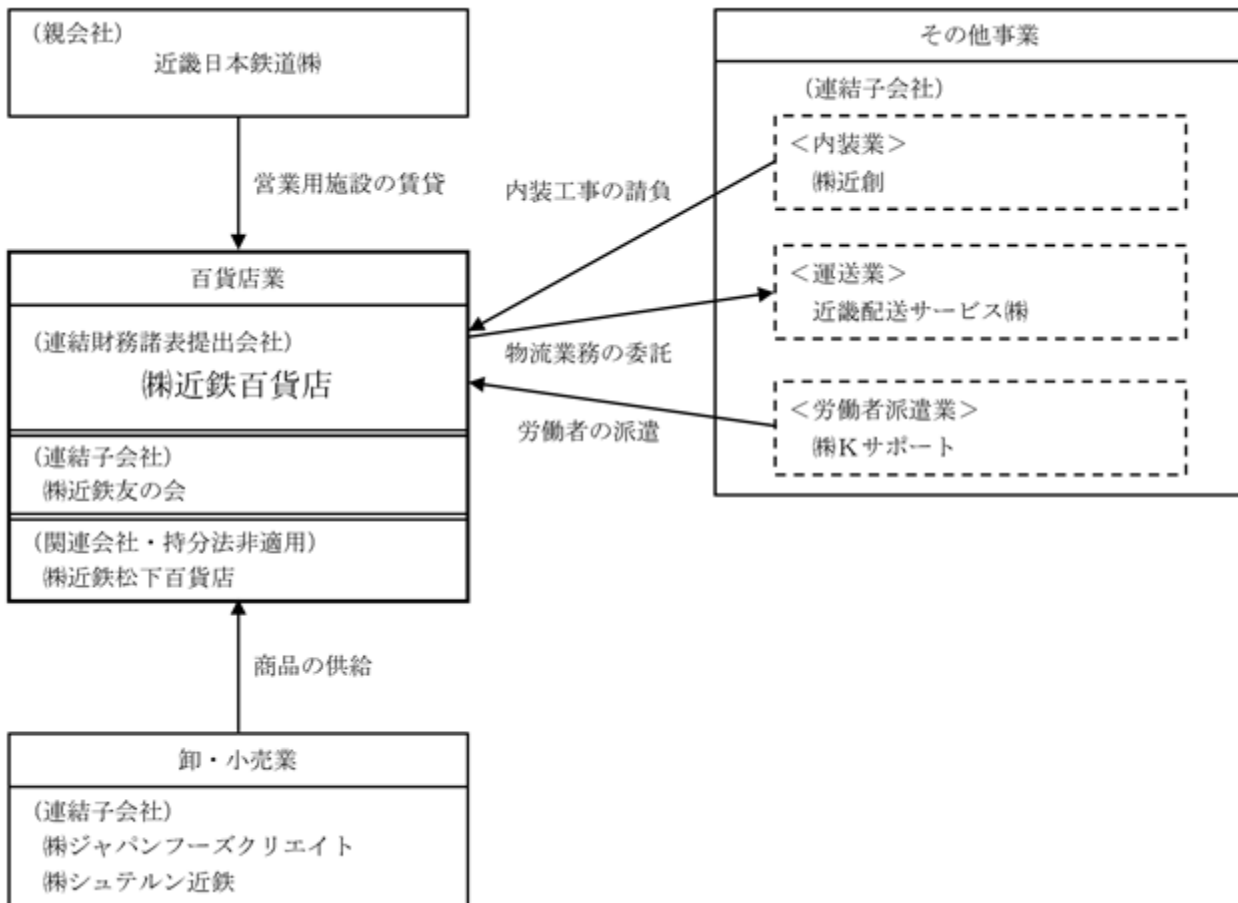 (親会社)
近畿日本鉄道㈱
営業用施設の賃貸
百貨店業
(連結財務諸表提出会社)
㈱近鉄百貨店
(連結子会社)
㈱近鉄友の会
(関連会社・持分法非適用)
㈱近鉄松下百貨店
商品の供給
卸・小売業
(連結子会社)
㈱ジャパンフーズクリエイト
㈱シュテルン近鉄
内装工事の請負
物流業務の委託
労働者の派遣
その他事業
(連結子会社)
＜内装業＞
㈱近創
＜運送業＞
近畿配送サービス㈱
＜労働者派遣業＞
㈱Kサポート